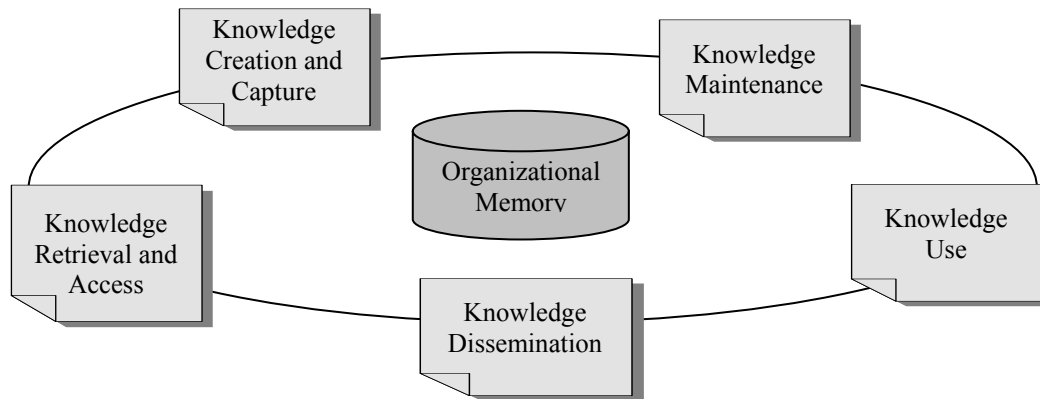 Knowledge
Creation and
Capture
Knowledge
Maintenance
Organizational
Memory
Knowledge
Retrieval and
Access
Knowledge
Use
Knowledge
Dissemination